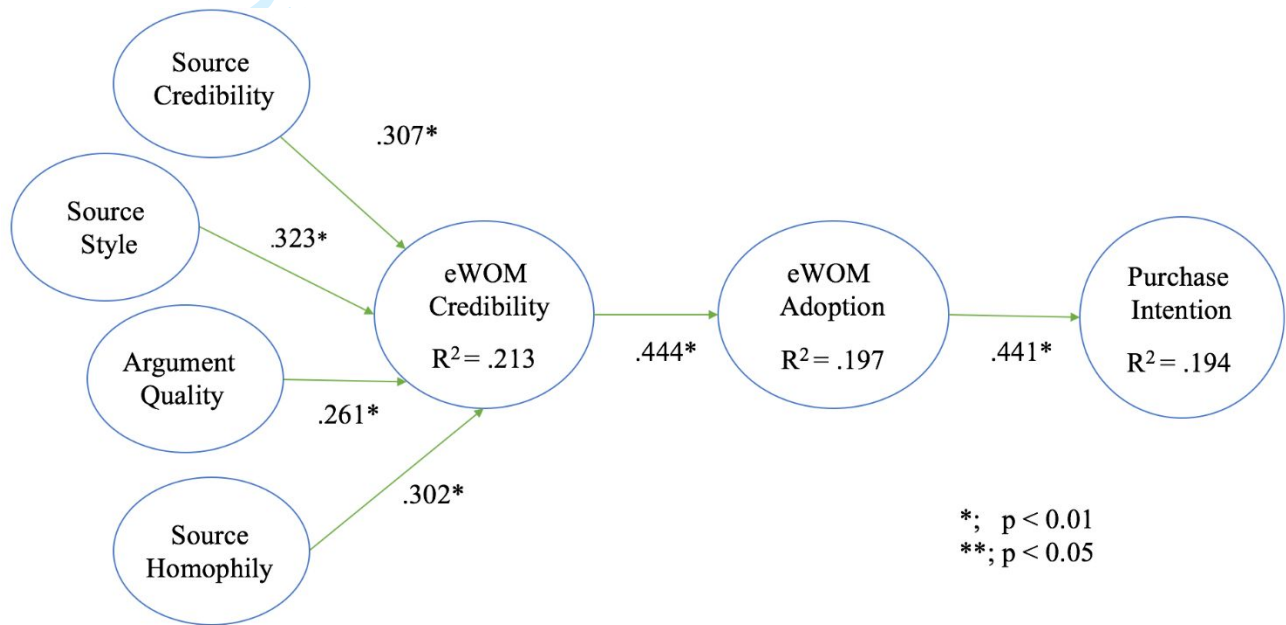 Source
Credibility
.307*
Source
Style
.323*
eWOM
Credibility
R² = .213
.444*
eWOM
Adoption
R² = .197
.441*
Purchase
Intention
R² = .194
Argument
Quality
.261*
Source
Homophily
.302*
*; p < 0.01
**; p < 0.05